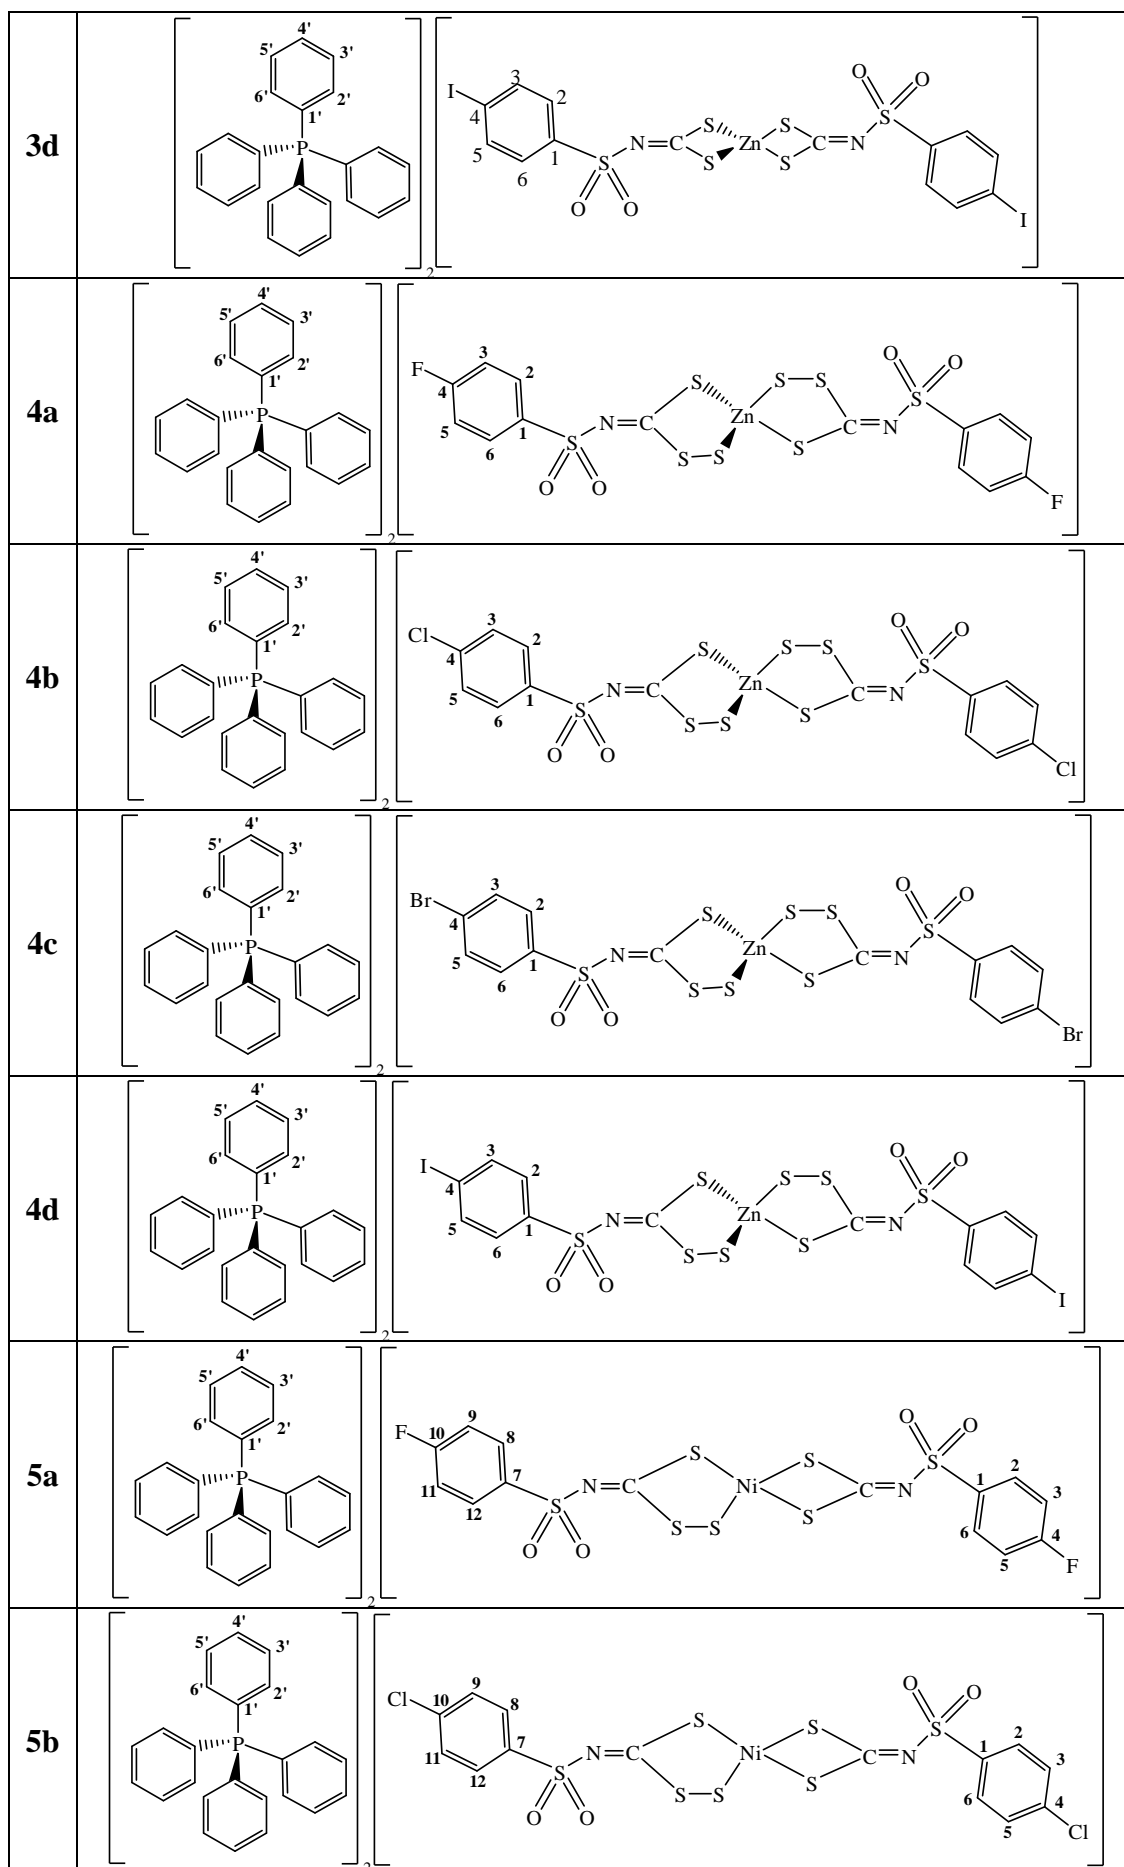 3d
4'
5' 3'
6' 2'
1'
P
2
I 3 2
4
5 1
6
N C S S Zn S S C N
S O O
S O O
I
4a
4'
5' 3'
6' 2'
1'
P
2
F 3 2
4
5 1
6
N C S S S Zn S S S C N
S O O
S O O
F
4b
4'
5' 3'
6' 2'
1'
P
2
Cl 3 2
4
5 1
6
N C S S S Zn S S S C N
S O O
S O O
Cl
4c
4'
5' 3'
6' 2'
1'
P
2
Br 3 2
4
5 1
6
N C S S S Zn S S S C N
S O O
S O O
Br
4d
4'
5' 3'
6' 2'
1'
P
2
I 3 2
4
5 1
6
N C S S S Zn S S S C N
S O O
S O O
I
5a
4'
5' 3'
6' 2'
1'
P
2
F 9 8
10
11 7
12
N C S S S Ni S S C N
S O O
S O O
1 2
3
6 4
5
F
5b
4'
5' 3'
6' 2'
1'
P
2
Cl 9 8
10
11 7
12
N C S S S Ni S S C N
S O O
S O O
1 2
3
6 4
5
Cl